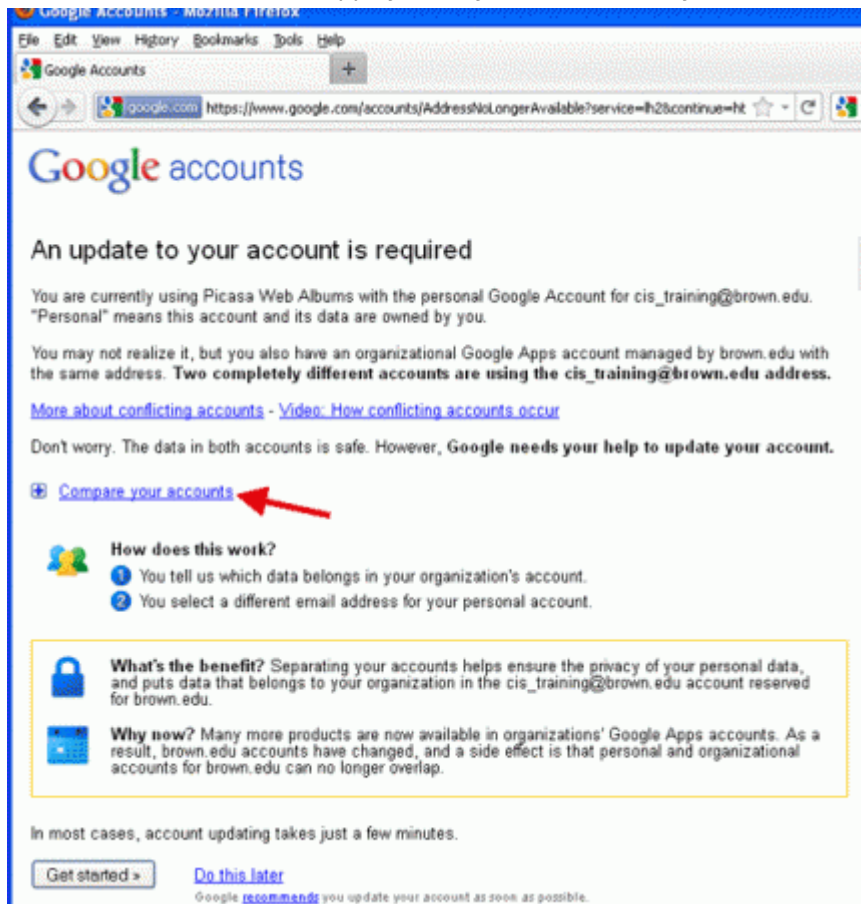 Google Accounts - Mozilla Firefox
File Edit View History Bookmarks Tools Help
Google Accounts +
google.com https://www.google.com/accounts/AddressNoLongerAvailable?service=lh2&continue=ht
Google accounts
An update to your account is required
You are currently using Picasa Web Albums with the personal Google Account for cis_training@brown.edu.
"Personal" means this account and its data are owned by you.
You may not realize it, but you also have an organizational Google Apps account managed by brown.edu with
the same address. Two completely different accounts are using the cis_training@brown.edu address.
More about conflicting accounts - Video: How conflicting accounts occur
Don't worry. The data in both accounts is safe. However, Google needs your help to update your account.
Compare your accounts
How does this work?
1 You tell us which data belongs in your organization's account.
2 You select a different email address for your personal account.
What's the benefit? Separating your accounts helps ensure the privacy of your personal data,
and puts data that belongs to your organization in the cis_training@brown.edu account reserved
for brown.edu.
Why now? Many more products are now available in organizations' Google Apps accounts. As a
result, brown.edu accounts have changed, and a side effect is that personal and organizational
accounts for brown.edu can no longer overlap.
In most cases, account updating takes just a few minutes.
Get started » Do this later
Google recommends you update your account as soon as possible.